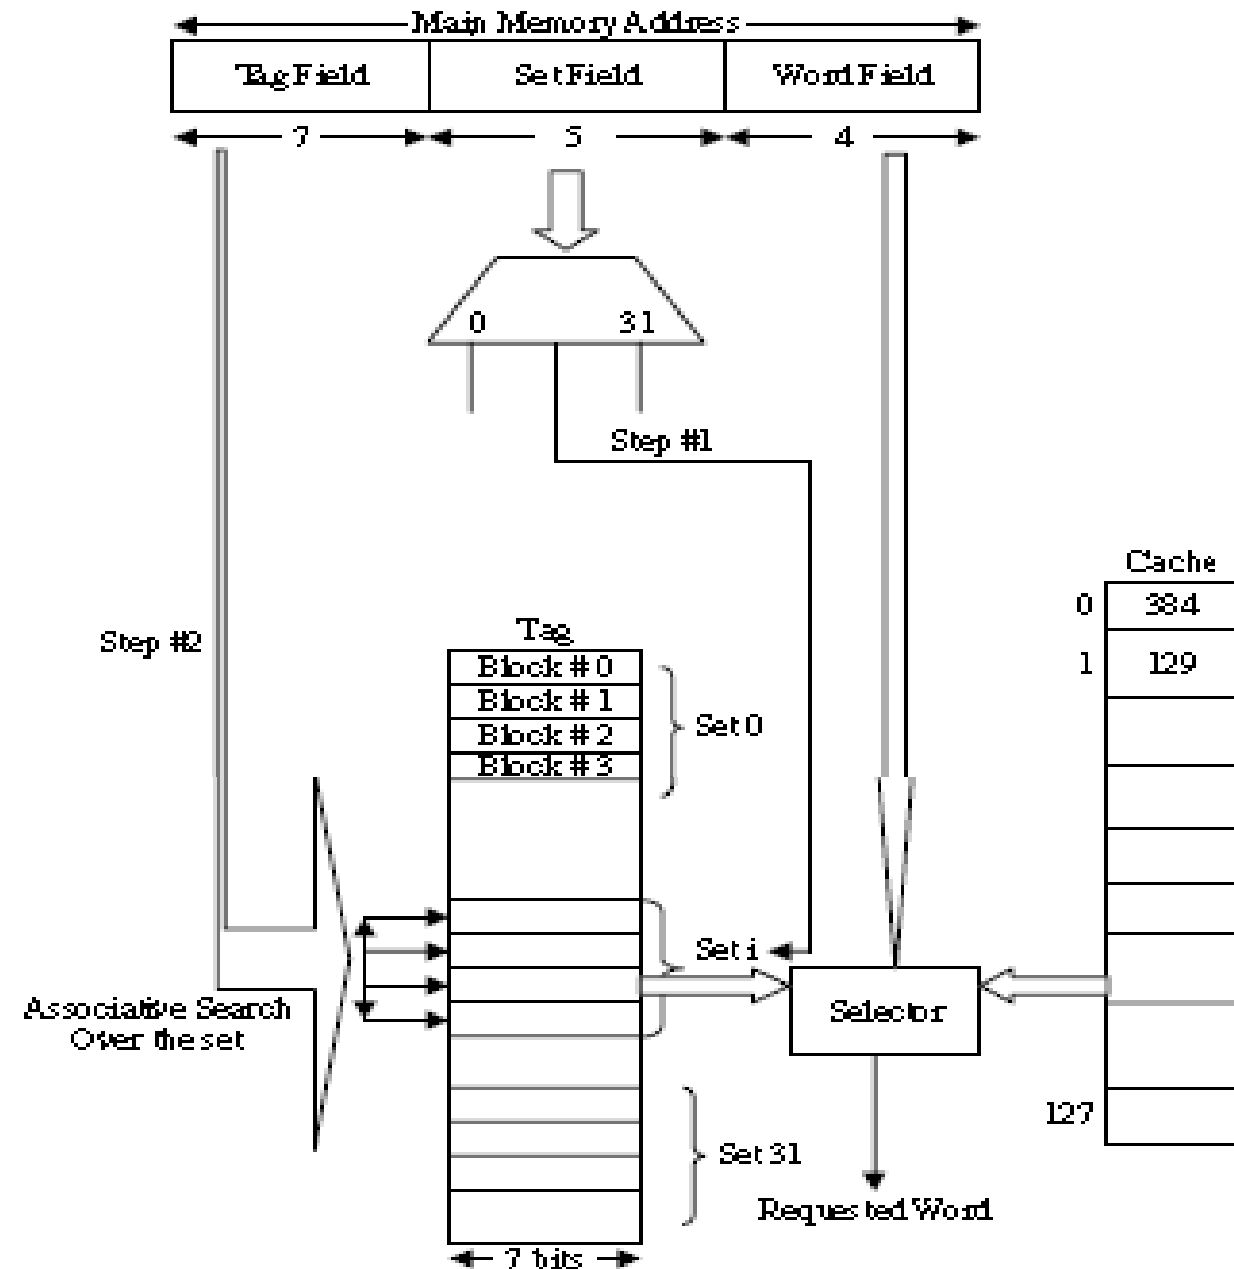 Main Memory Address
Tag Field Set Field Word Field
7 5 4
0 31
Step #1
Cache
0 384
1 129
Step #2
Tag
Block # 0
Block # 1
Block # 2
Block # 3
Set 0
Set i
Selector
Associative Search
Over the set
127
Set 31
Requested Word
7 bits